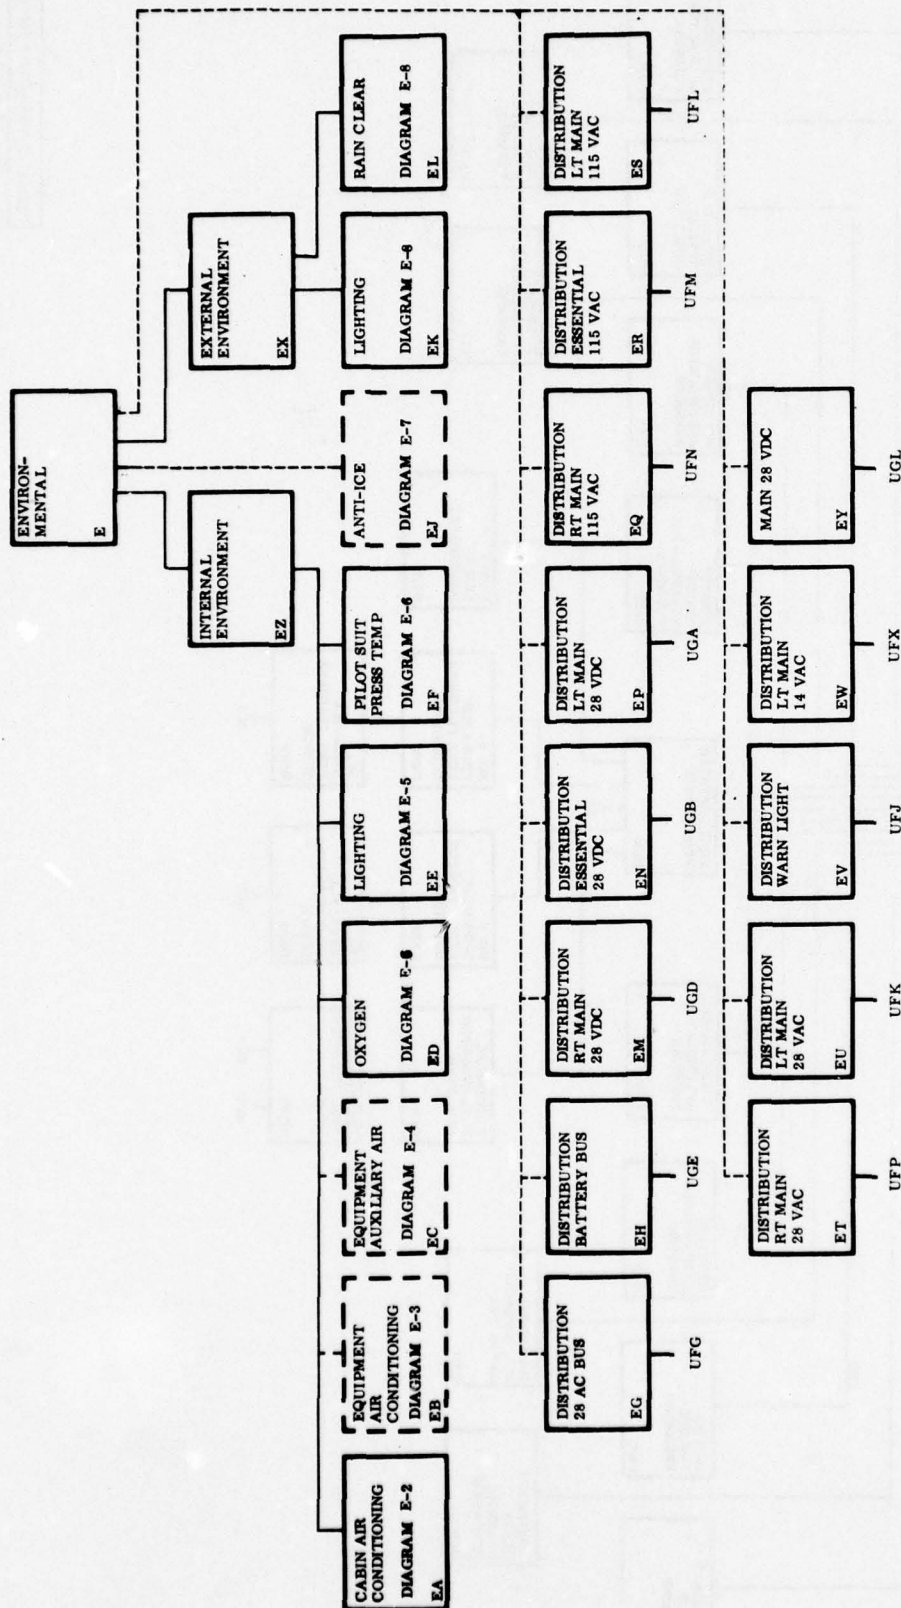 ENVIRON-
MENTAL
E
INTERNAL
ENVIRONMENT
EZ
EXTERNAL
ENVIRONMENT
EX
CABIN AIR
CONDITIONING
DIAGRAM E-2
EA
EQUIPMENT
AIR
CONDITIONING
DIAGRAM E-3
EB
EQUIPMENT
AUXILIARY AIR
DIAGRAM E-4
EC
OXYGEN
DIAGRAM E-6
ED
LIGHTING
DIAGRAM E-5
EE
PILOT SUIT
PRESS TEMP
DIAGRAM E-6
EF
ANTI-ICE
DIAGRAM E-7
EJ
LIGHTING
DIAGRAM E-8
EK
RAIN CLEAR
DIAGRAM E-8
EL
DISTRIBUTION
28 AC BUS
EG
UFG
DISTRIBUTION
BATTERY BUS
EH
UGE
DISTRIBUTION
RT MAIN
28 VDC
EM
UGD
DISTRIBUTION
ESSENTIAL
28 VDC
EN
UGB
DISTRIBUTION
LT MAIN
28 VDC
EP
UGA
DISTRIBUTION
RT MAIN
115 VAC
EQ
UFN
DISTRIBUTION
ESSENTIAL
115 VAC
ER
UFM
DISTRIBUTION
LT MAIN
115 VAC
ES
UFL
DISTRIBUTION
RT MAIN
28 VAC
ET
UFP
DISTRIBUTION
LT MAIN
28 VAC
EU
UFK
DISTRIBUTION
WARN LIGHT
EV
UFJ
DISTRIBUTION
LT MAIN
14 VAC
EW
UFX
MAIN 28 VDC
EY
UGL